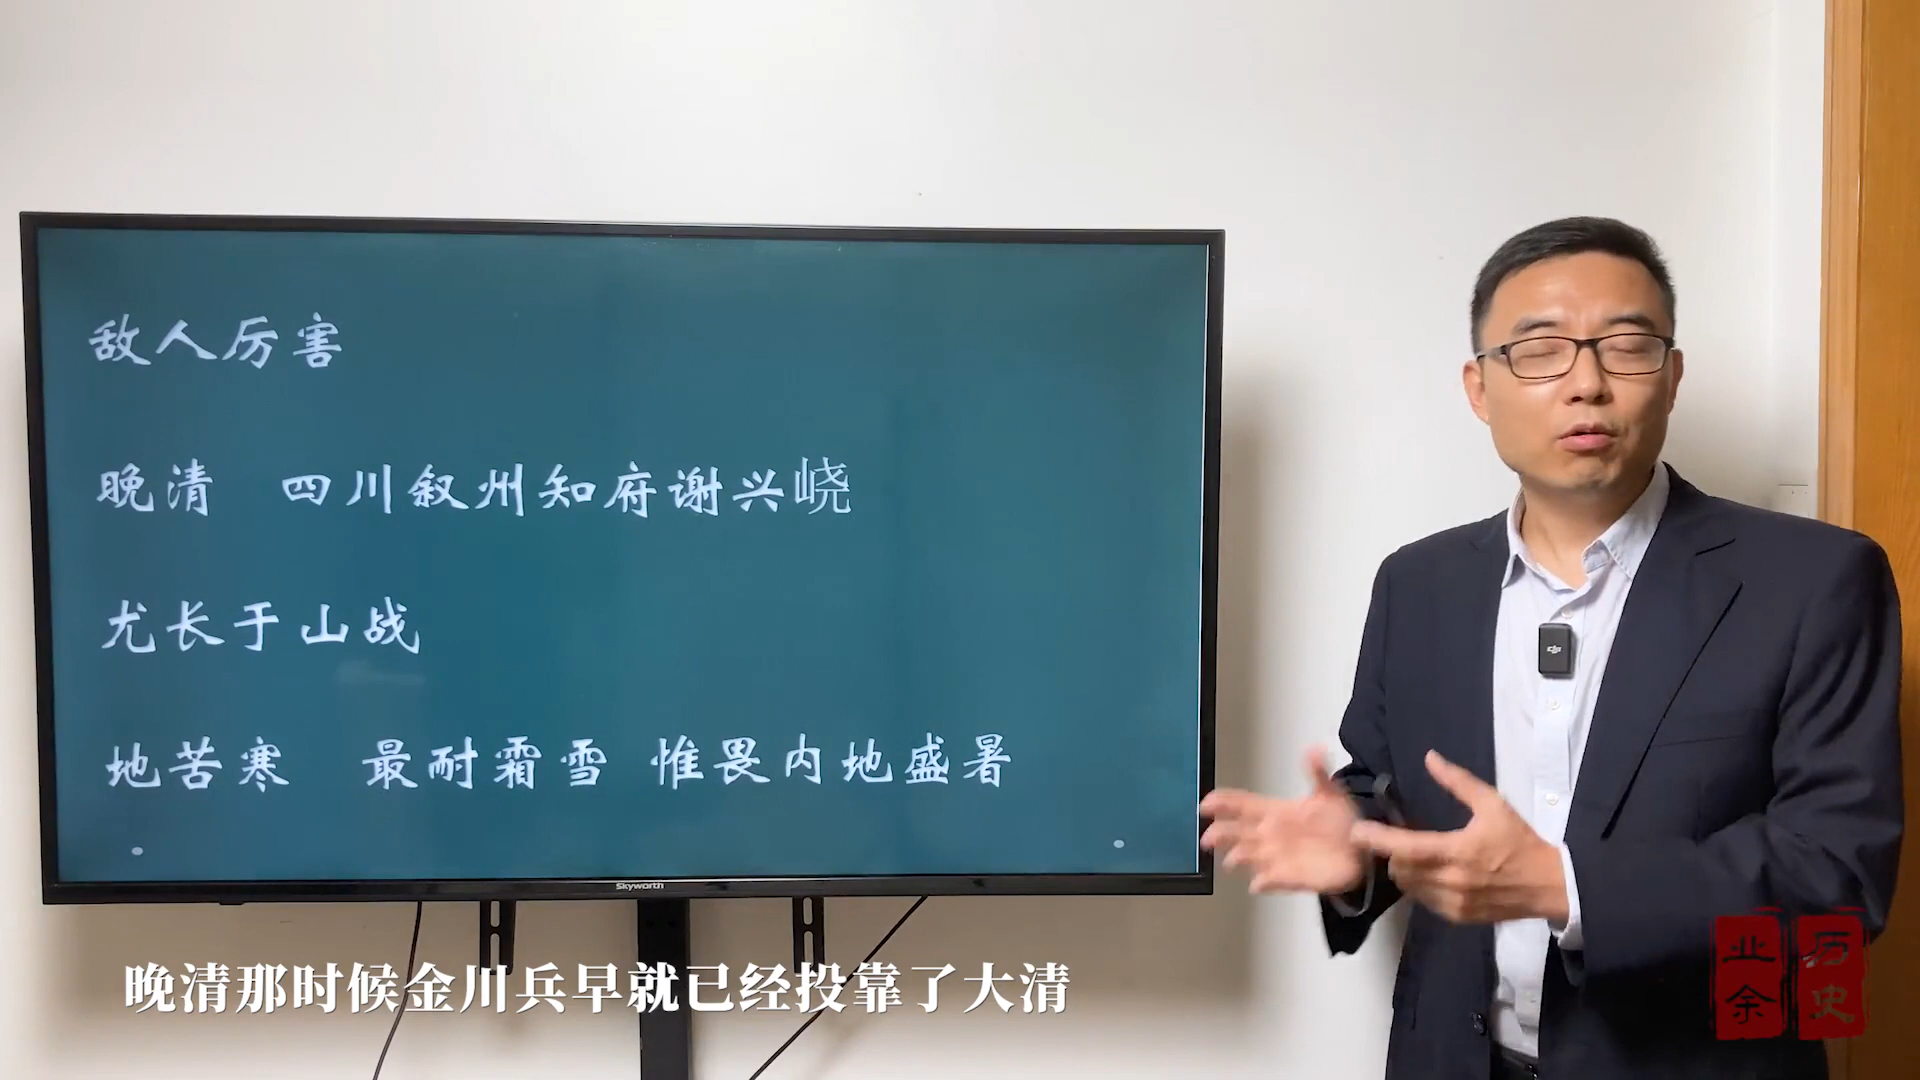 敌人厉害
晚清 四川叙州知府谢兴峣
尤长于山战
地苦寒 最耐霜雪 惟畏内地盛暑
Skyworth
dji
晚清那时候金川兵早就已经投靠了大清
业余
历史